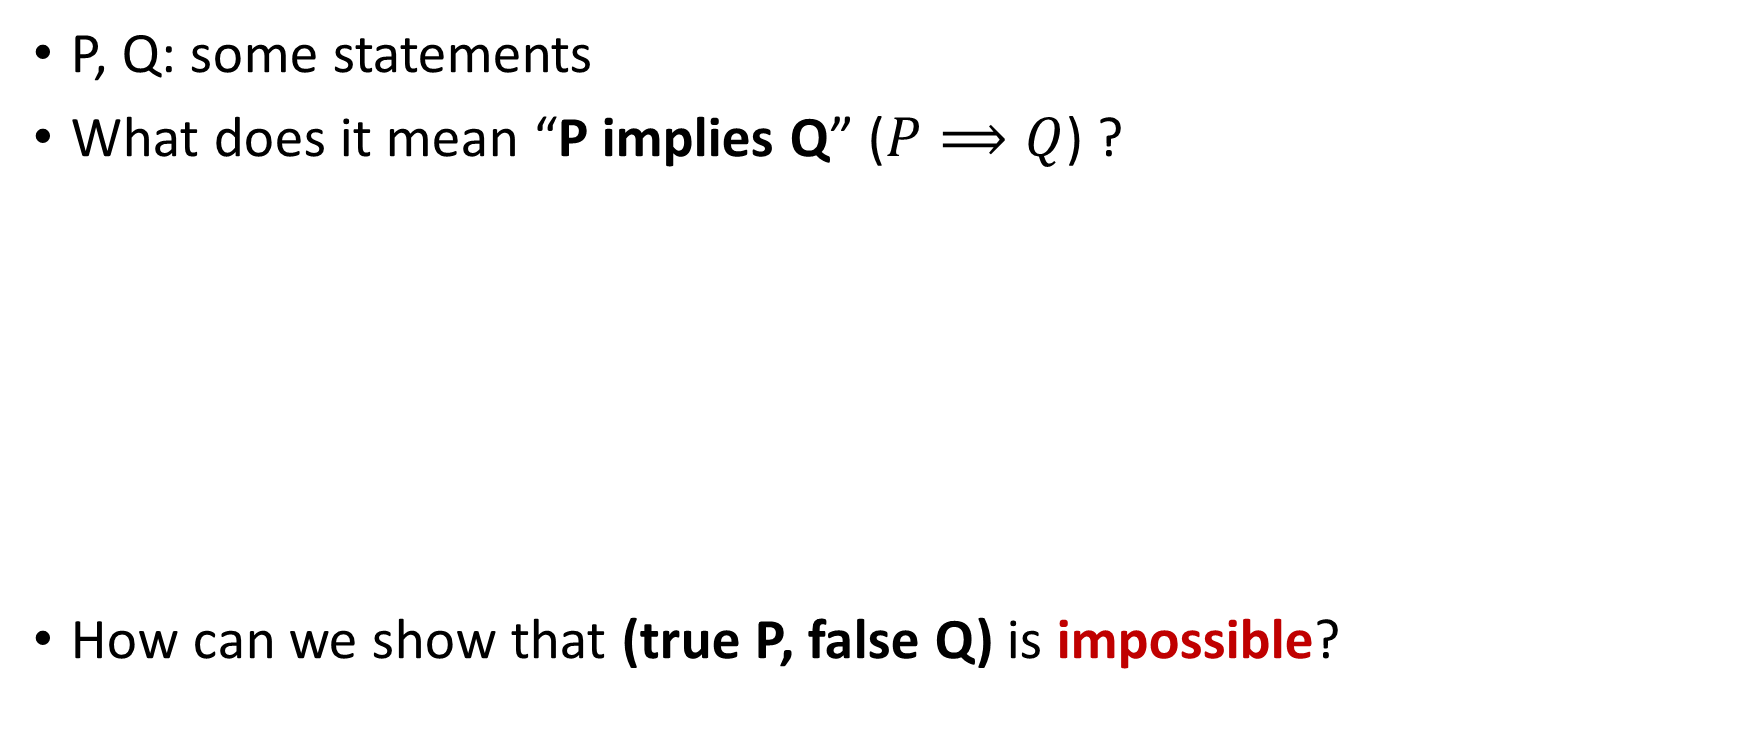 • P, Q: some statements
• What does it mean “P implies Q” (𝑃 ⟹ 𝑄) ?
• How can we show that (true P, false Q) is impossible?